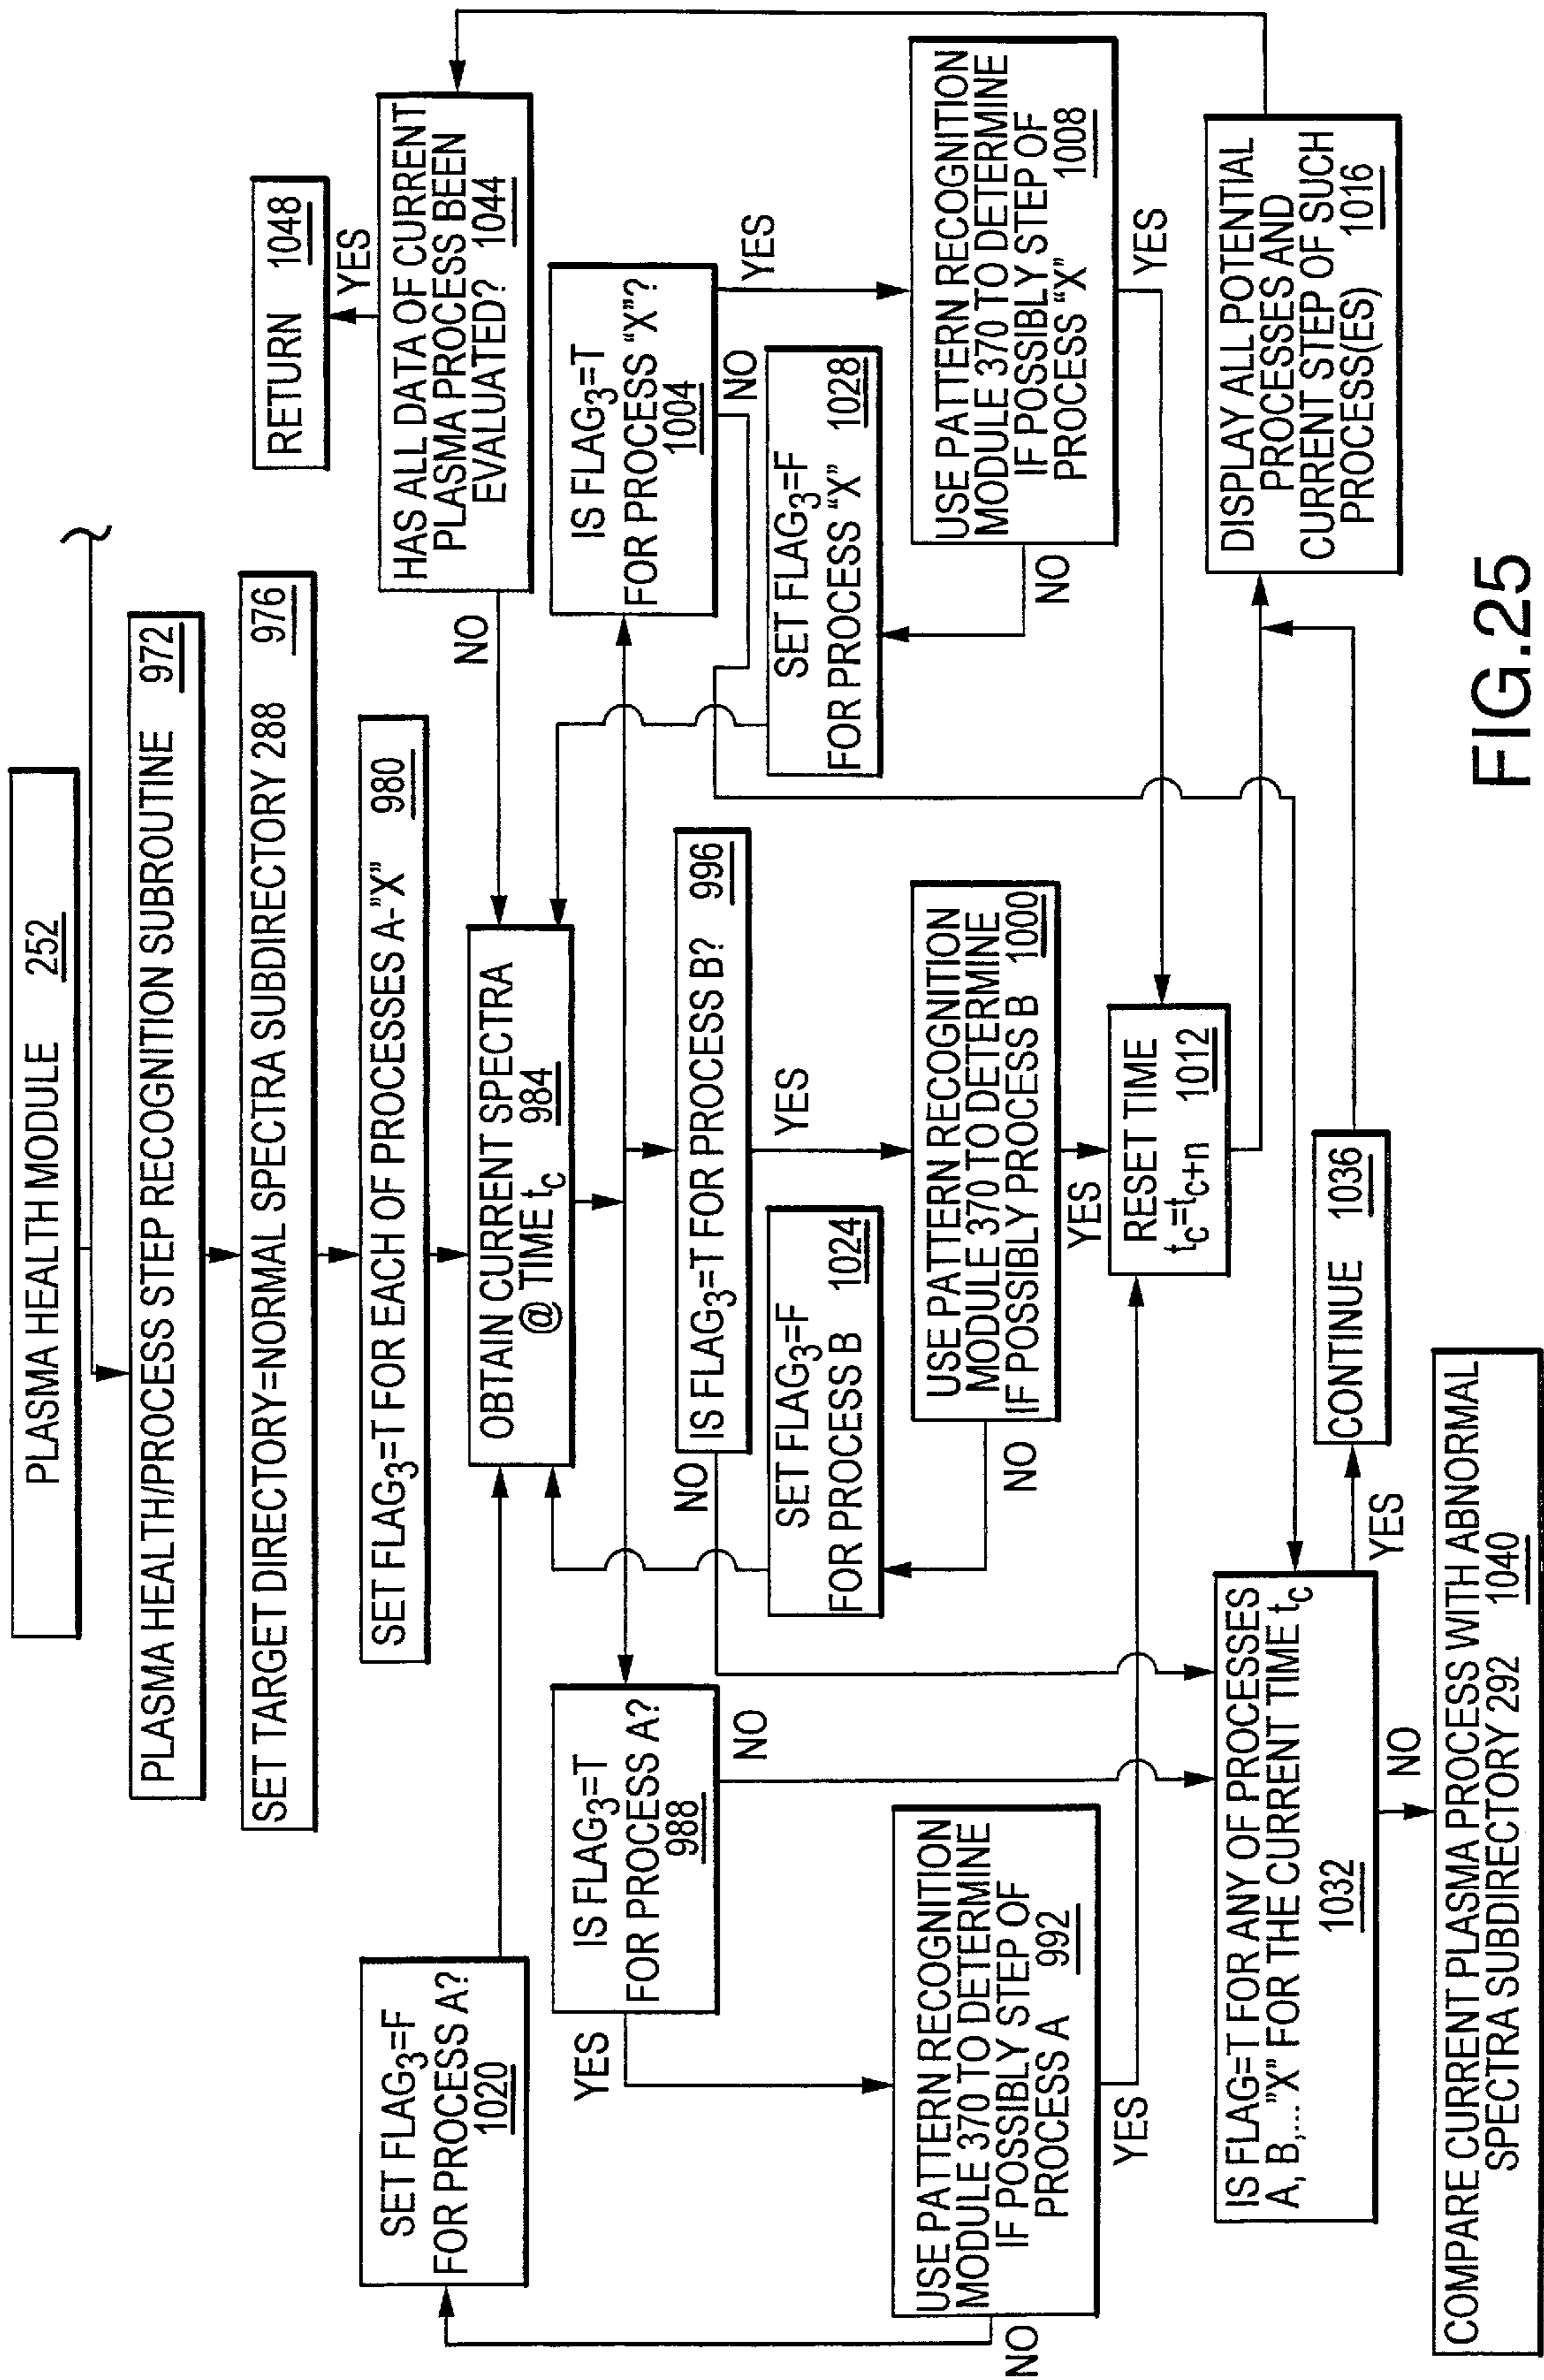 PLASMA HEALTH MODULE 252
PLASMA HEALTH/PROCESS STEP RECOGNITION SUBROUTINE 972
SET TARGET DIRECTORY=NORMAL SPECTRA SUBDIRECTORY 288 976
SET FLAG3=T FOR EACH OF PROCESSES A-"X" 980
RETURN 1048
YES
HAS ALL DATA OF CURRENT
PLASMA PROCESS BEEN
EVALUATED? 1044
NO
SET FLAG3=F
FOR PROCESS A?
1020
OBTAIN CURRENT SPECTRA
@ TIME tc 984
IS FLAG3=T
FOR PROCESS A?
988
YES
NO
IS FLAG3=T FOR PROCESS B? 996
NO
YES
IS FLAG3=T
FOR PROCESS "X"?
1004
NO
YES
SET FLAG3=F
FOR PROCESS B 1024
SET FLAG3=F
FOR PROCESS "X" 1028
USE PATTERN RECOGNITION
MODULE 370 TO DETERMINE
IF POSSIBLY STEP OF
PROCESS A 992
NO
YES
USE PATTERN RECOGNITION
MODULE 370 TO DETERMINE
IF POSSIBLY PROCESS B 1000
NO
YES
USE PATTERN RECOGNITION
MODULE 370 TO DETERMINE
IF POSSIBLY STEP OF
PROCESS "X" 1008
NO
YES
RESET TIME
tc=tc+n 1012
IS FLAG=T FOR ANY OF PROCESSES
A, B,..."X" FOR THE CURRENT TIME tc
1032
YES
NO
CONTINUE 1036
DISPLAY ALL POTENTIAL
PROCESSES AND
CURRENT STEP OF SUCH
PROCESS(ES) 1016
COMPARE CURRENT PLASMA PROCESS WITH ABNORMAL
SPECTRA SUBDIRECTORY 292 1040
FIG.25